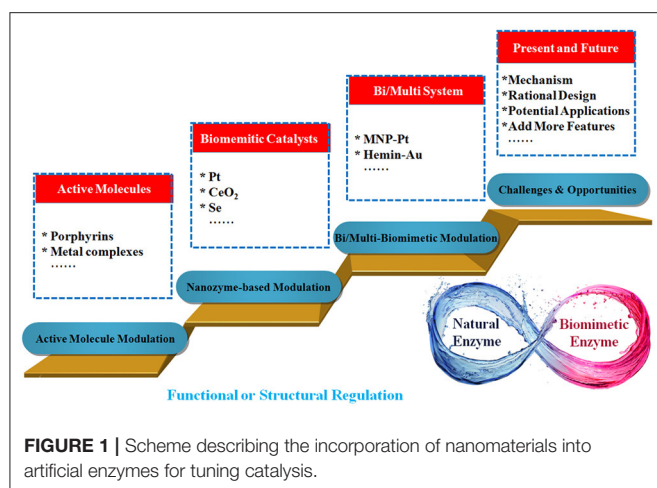 Present and Future
*Mechanism
*Rational Design
*Potential Applications
*Add More Features
......
Challenges & Opportunities
Bi/Multi System
* MNP-Pt
* Hemin-Au
......
Bi/Multi-Biomimetic Modulation
Biomemitic Catalysts
* Pt
* CeO₂
* Se
......
Nanozyme-based Modulation
Active Molecules
* Porphyrins
* Metal complexes
......
Active Molecule Modulation
Natural
Enzyme
Biomimetic
Enzyme
Functional or Structural Regulation
FIGURE 1 | Scheme describing the incorporation of nanomaterials into
artificial enzymes for tuning catalysis.